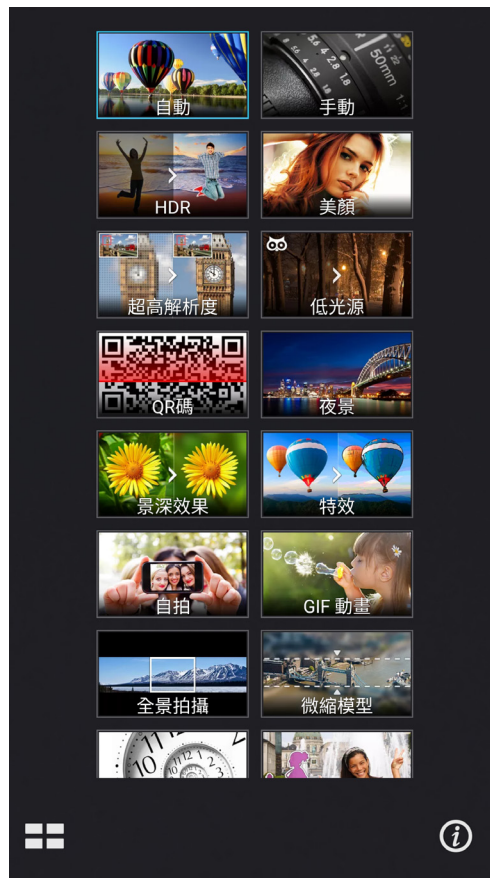 自動
手動
HDR
美顏
超高解析度
低光源
QR碼
夜景
景深效果
特效
自拍
GIF 動畫
全景拍攝
微縮模型